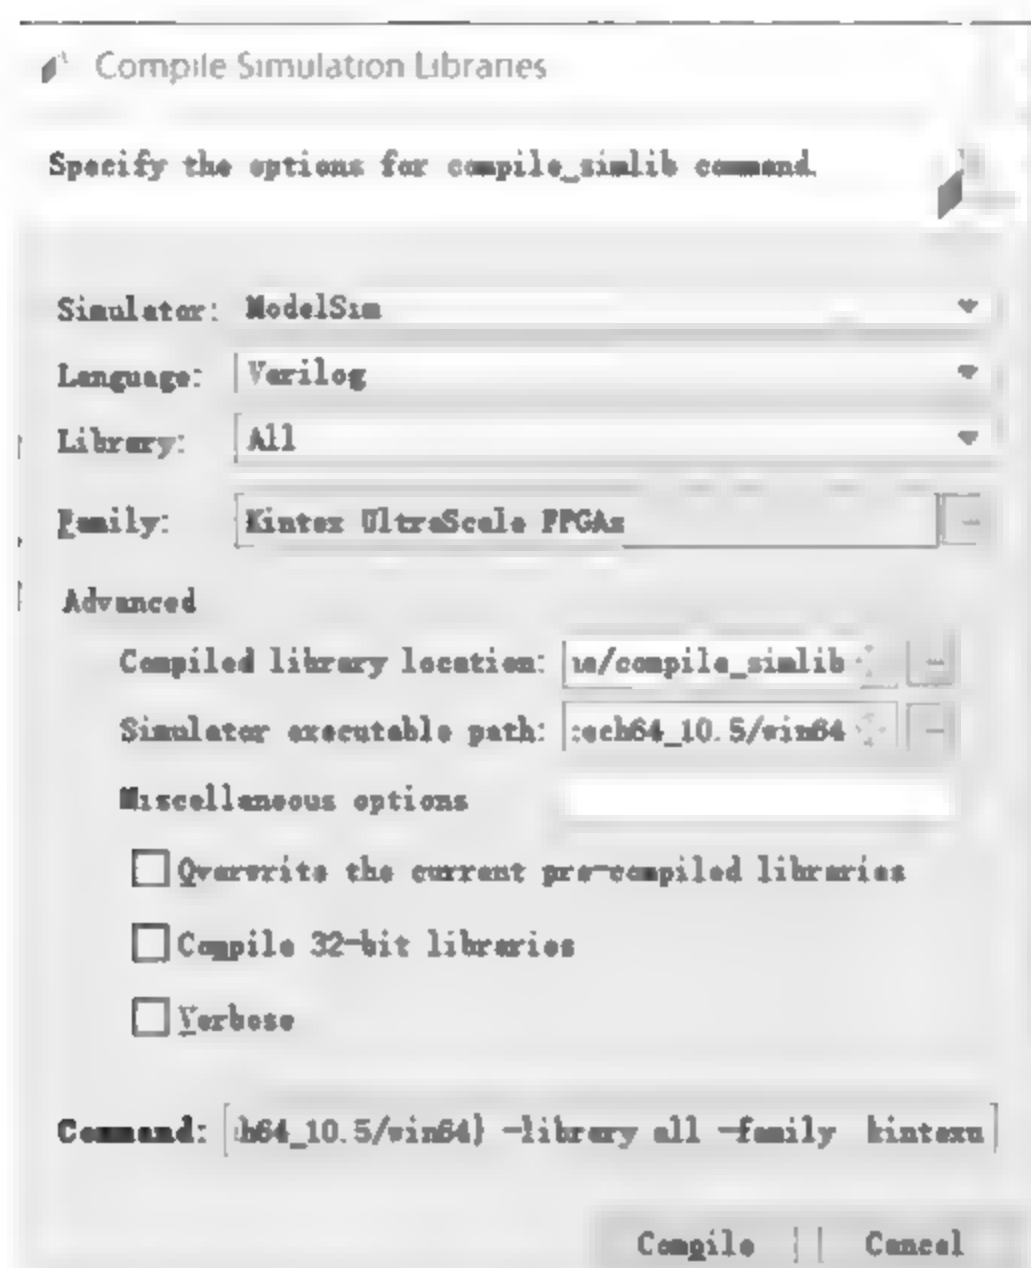 Compile Simulation Libraries
Specify the options for compile_simlib command.
Simulator: ModelSim
Language: Verilog
Library: All
Family: Kintex UltraScale FPGAs
Advanced
Compiled library location: /compile_simlib
Simulator executable path: ech64_10.5/win64
Miscellaneous options
Overwrite the current pre-compiled libraries
Compile 32-bit libraries
Verbose
Command: h64_10.5/win64} -library all -family kintexu
Compile Cancel